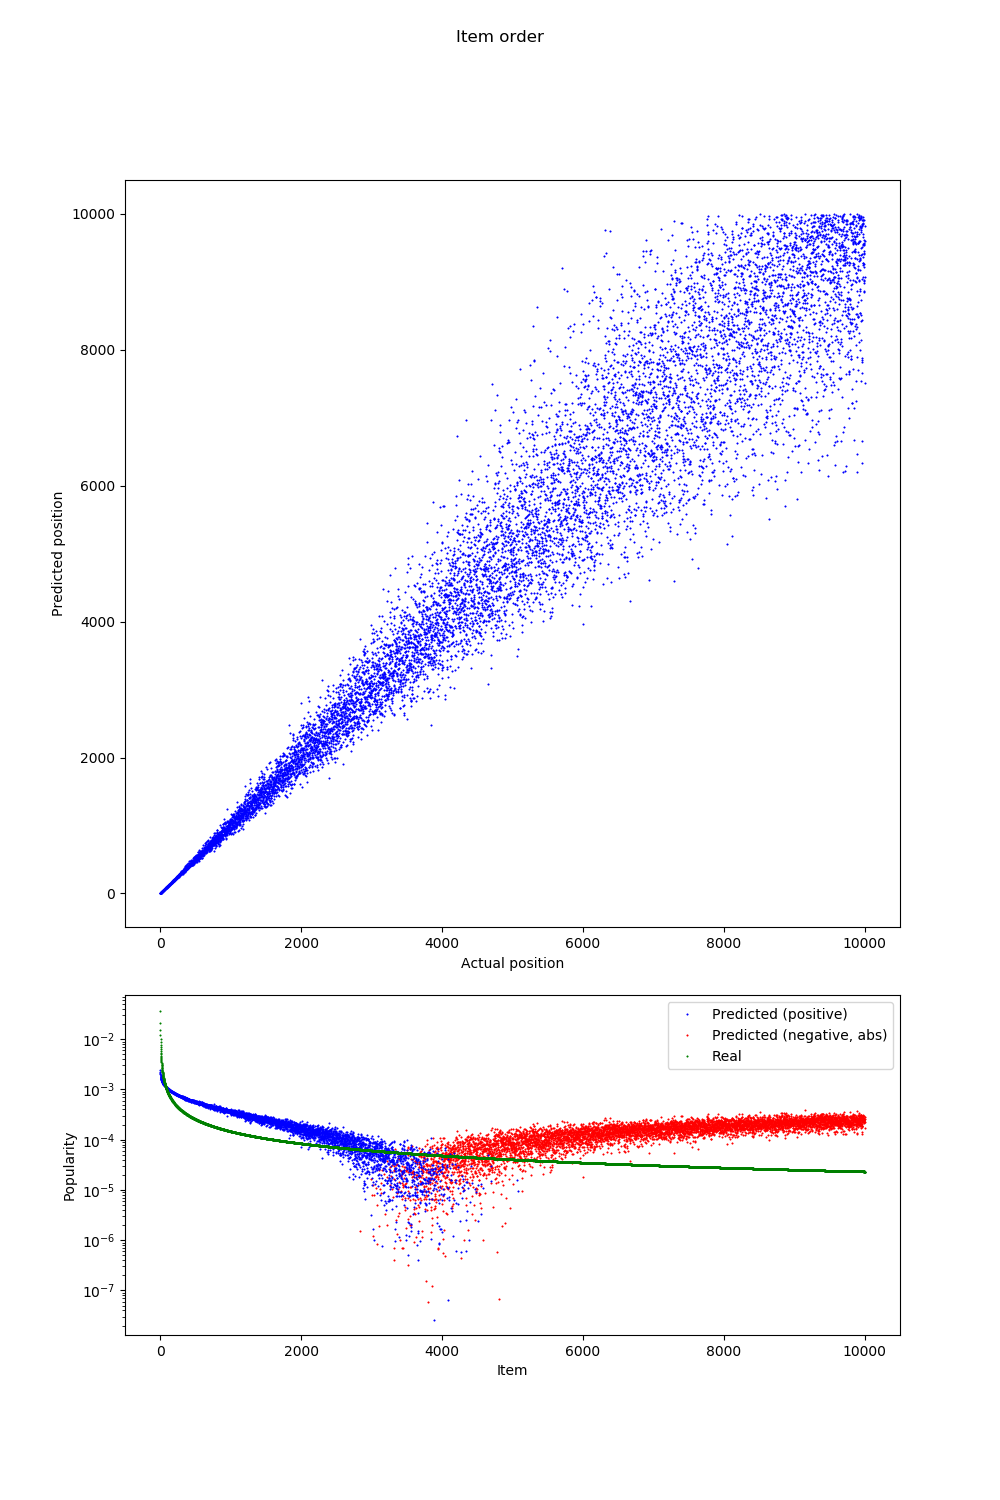 Item order
10000
8000
6000
4000
2000
0
Predicted position
0 2000 4000 6000 8000 10000
Actual position
10⁻²
10⁻³
10⁻⁴
10⁻⁵
10⁻⁶
10⁻⁷
Popularity
Predicted (positive)
Predicted (negative, abs)
Real
0 2000 4000 6000 8000 10000
Item